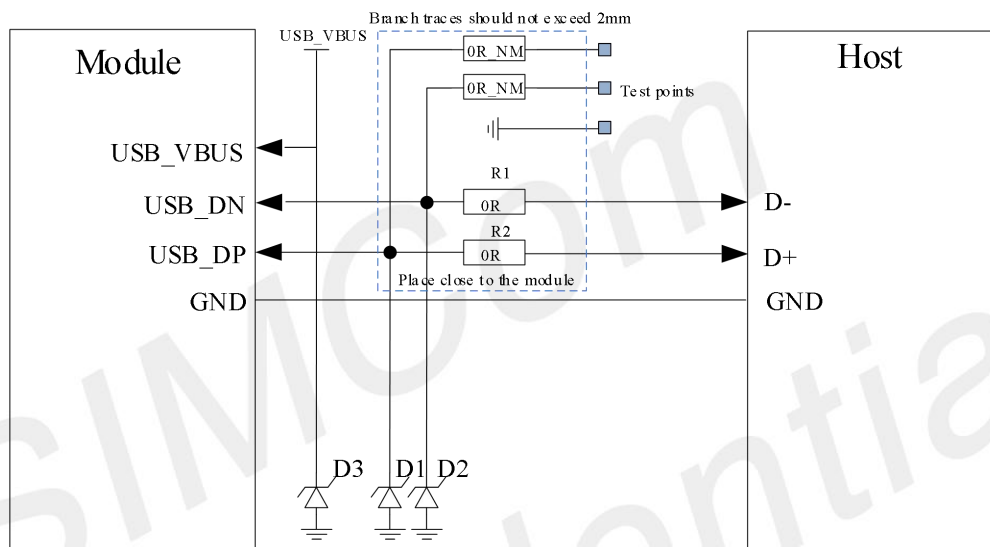 Branch traces should not exceed 2mm
USB_VBUS
Module
Host
0R_NM
0R_NM
Test points
USB_VBUS
R1
USB_DN
0R
D-
R2
USB_DP
0R
D+
Place close to the module
GND
GND
D3
D1
D2
SIMCom